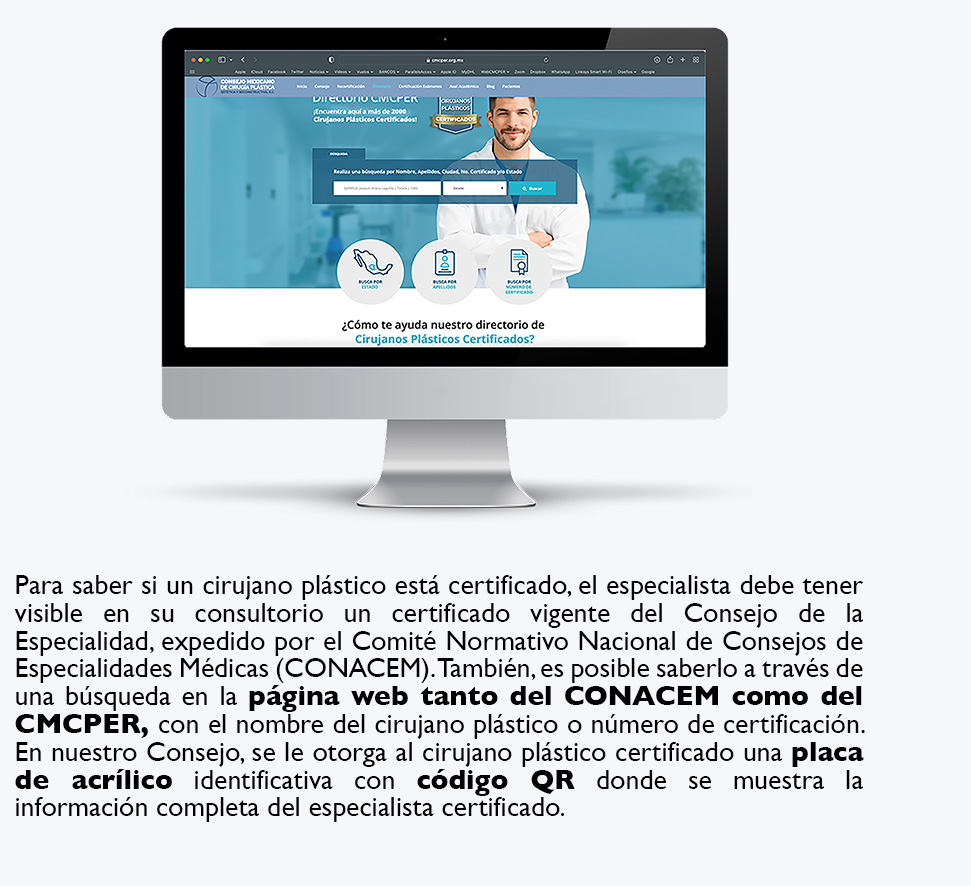 cmcper.org.mx
Apple iCloud Facebook Twitter Noticias Videos Vuelos BANCOS ParallelsAcces Apple ID MyDHL WebCMCPER Zoom Dropbox WhatsApp Linksys Smart Wi-Fi Diseños Google
CONSEJO MEXICANO
DE CIRUGÍA PLÁSTICA
ESTÉTICA Y RECONSTRUCTIVA, A.C.
Inicio Consejo Recertificación Directorio Certificación Exámenes Aval Académico Blog Pacientes
Directorio CMCPER
¡Encuentra aquí a más de 2000
Cirujanos Plásticos Certificados!
CIRUJANOS
PLÁSTICOS
CERTIFICADOS
BÚSQUEDA
Realiza una búsqueda por Nombre, Apellidos, Ciudad, No. Certificado y/o Estado
Estado
Buscar
BUSCA POR
ESTADO
BUSCA POR
APELLIDOS
BUSCA POR
NÚMERO DE
CERTIFICADO
¿Cómo te ayuda nuestro directorio de
Cirujanos Plásticos Certificados?
Para saber si un cirujano plástico está certificado, el especialista debe tener
visible en su consultorio un certificado vigente del Consejo de la
Especialidad, expedido por el Comité Normativo Nacional de Consejos de
Especialidades Médicas (CONACEM). También, es posible saberlo a través de
una búsqueda en la página web tanto del CONACEM como del
CMCPER, con el nombre del cirujano plástico o número de certificación.
En nuestro Consejo, se le otorga al cirujano plástico certificado una placa
de acrílico identificativa con código QR donde se muestra la
información completa del especialista certificado.